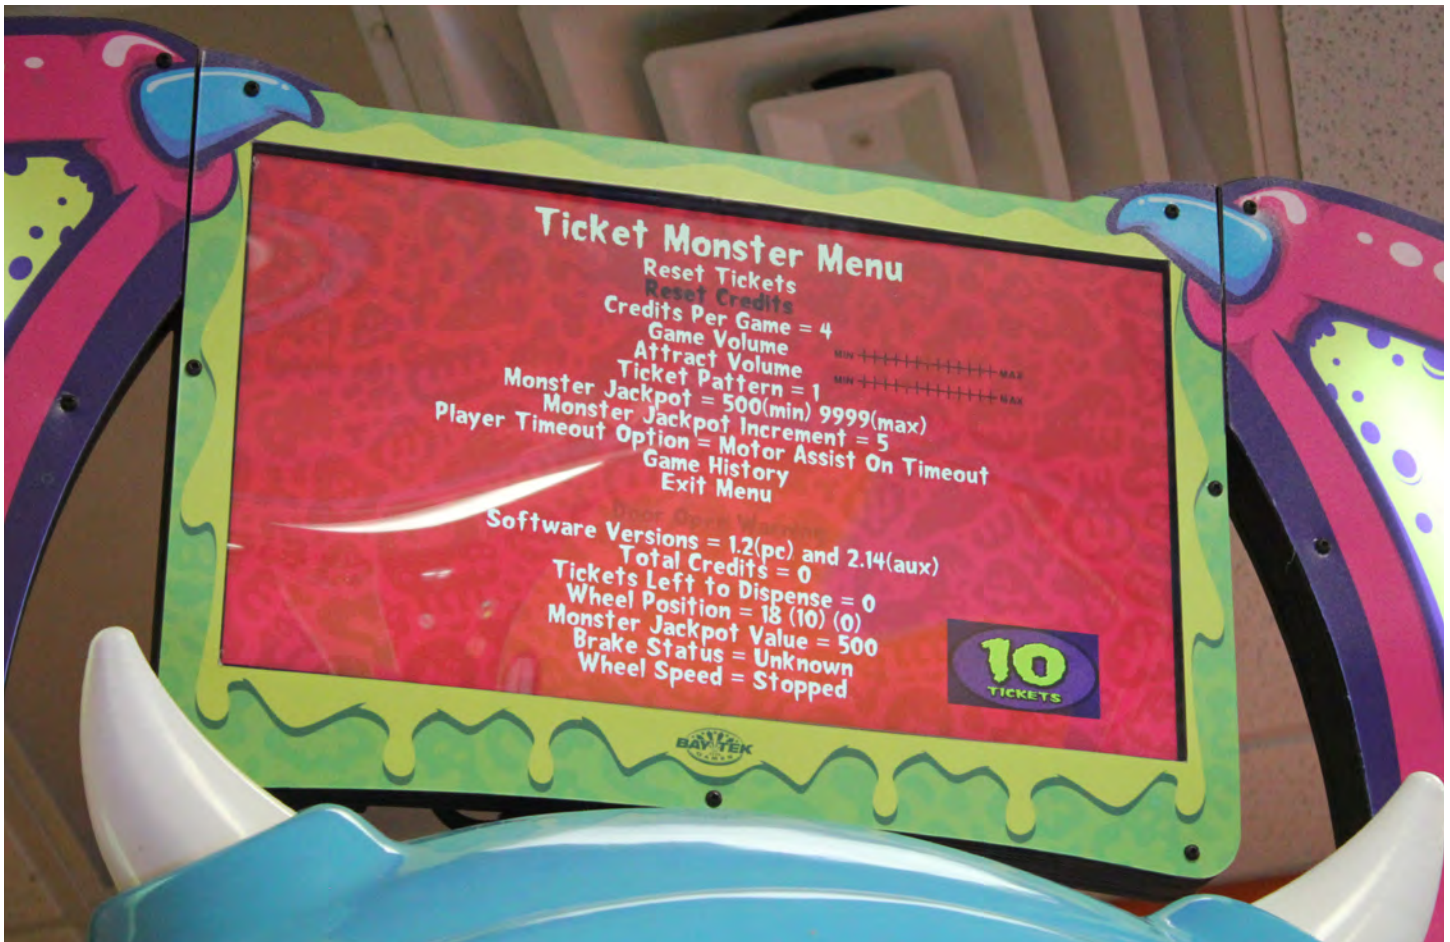 Ticket Monster Menu
Reset Tickets
Reset Credits
Credits Per Game = 4
Game Volume MIN MAX
Attract Volume MIN MAX
Ticket Pattern = 1
Monster Jackpot = 500(min) 9999(max)
Monster Jackpot Increment = 5
Player Timeout Option = Motor Assist On Timeout
Game History
Exit Menu
Door Open Warning
Software Versions = 1.2(pc) and 2.14(aux)
Total Credits = 0
Tickets Left to Dispense = 0
Wheel Position = 18 (10) (0)
Monster Jackpot Value = 500
Brake Status = Unknown
Wheel Speed = Stopped
10
TICKETS
BAY TEK
GAMES